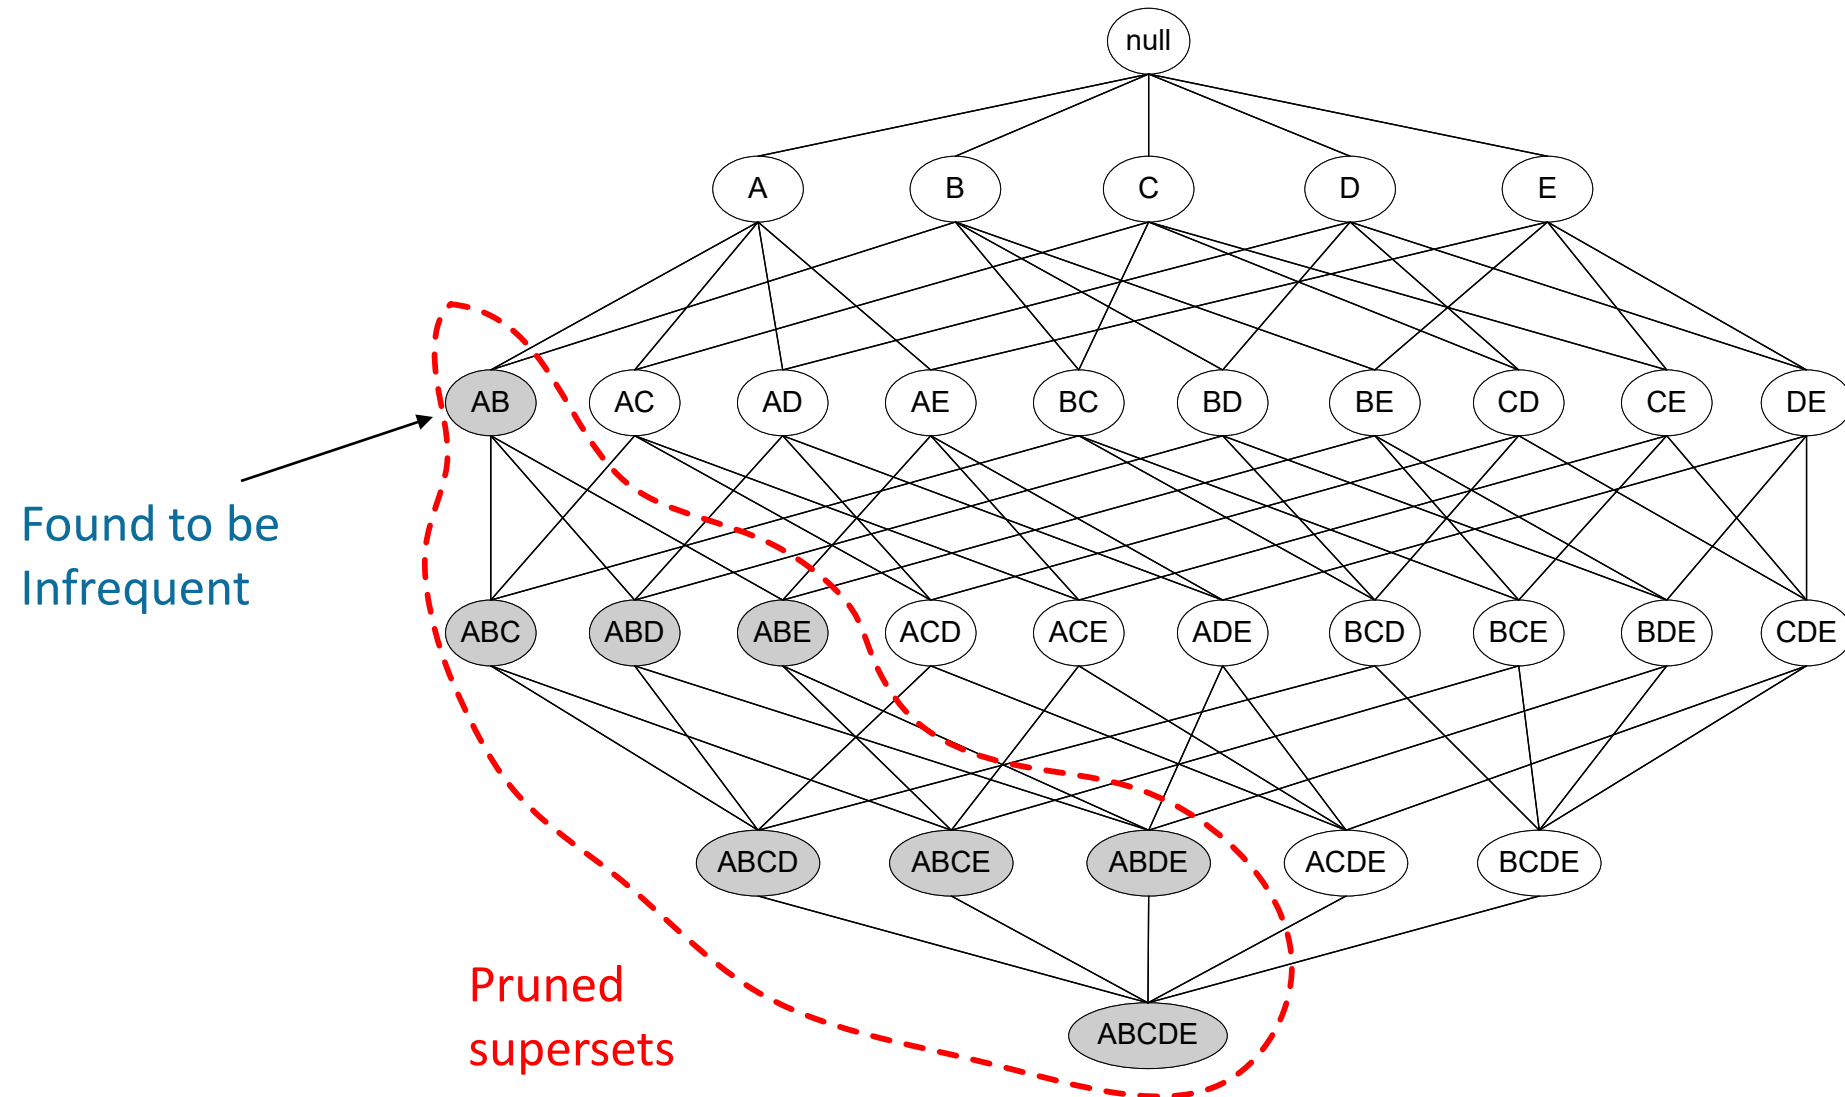 null
A B C D E
AB AC AD AE BC BD BE CD CE DE
Found to be
Infrequent
ABC ABD ABE ACD ACE ADE BCD BCE BDE CDE
ABCD ABCE ABDE ACDE BCDE
Pruned
supersets
ABCDE